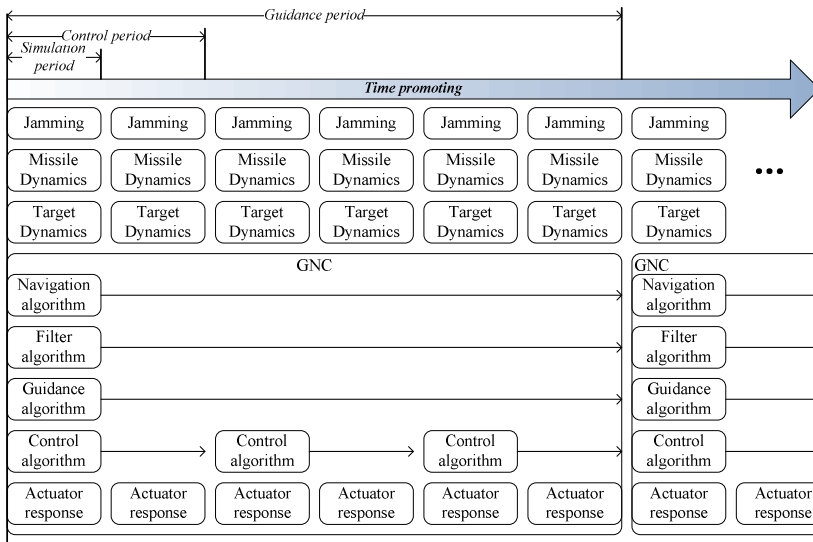 Guidance period
Control period
Simulation
period
Time promoting
Jamming Jamming Jamming Jamming Jamming Jamming Jamming
Missile Missile Missile Missile Missile Missile Missile
Dynamics Dynamics Dynamics Dynamics Dynamics Dynamics Dynamics
...
Target Target Target Target Target Target Target
Dynamics Dynamics Dynamics Dynamics Dynamics Dynamics Dynamics
GNC GNC
Navigation Navigation
algorithm algorithm
Filter Filter
algorithm algorithm
Guidance Guidance
algorithm algorithm
Control Control Control Control
algorithm algorithm algorithm algorithm
Actuator Actuator Actuator Actuator Actuator Actuator Actuator Actuator
response response response response response response response response